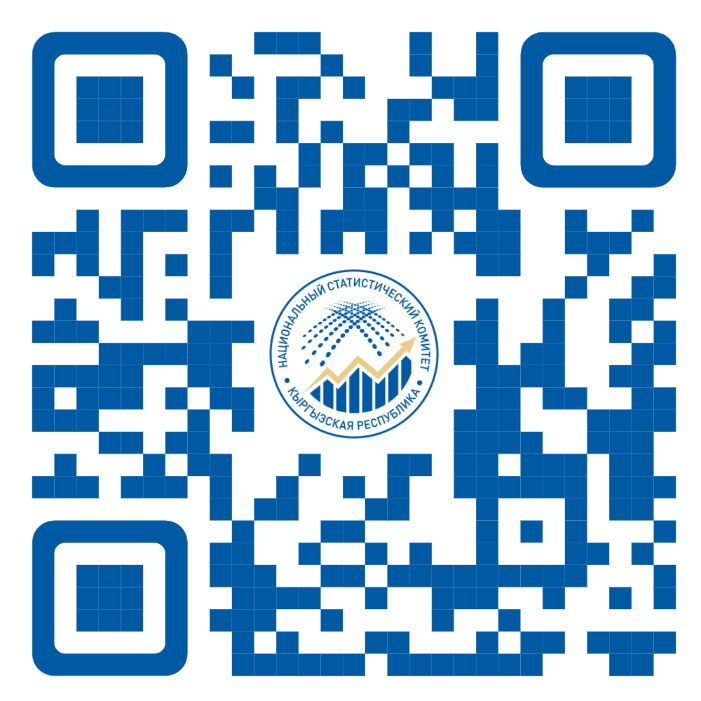 НАЦИОНАЛЬНЫЙ СТАТИСТИЧЕСКИЙ КОМИТЕТ
КЫРГЫЗСКАЯ РЕСПУБЛИКА